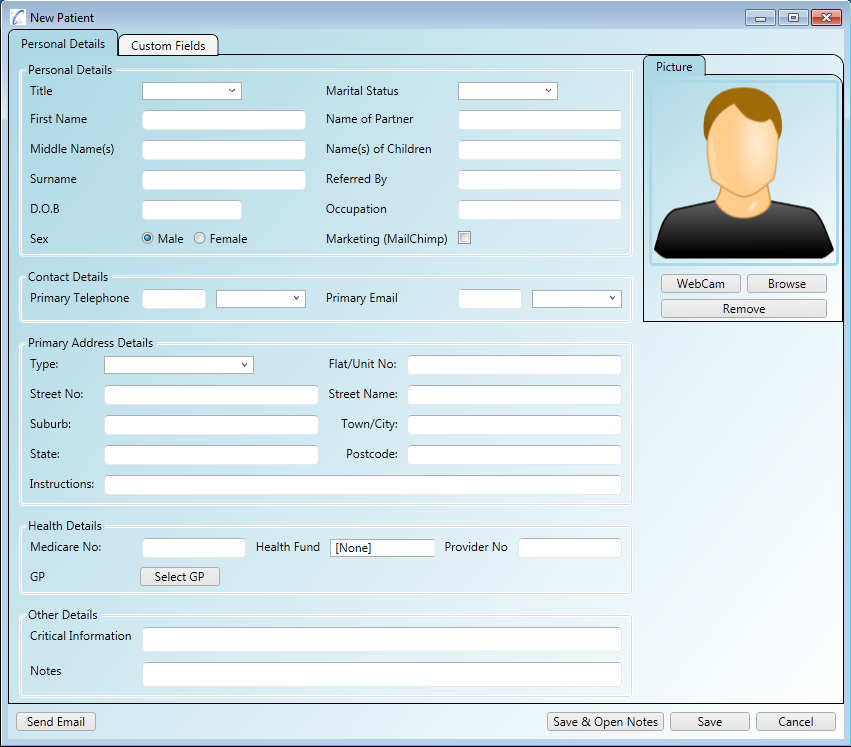 New Patient
Personal Details Custom Fields
Personal Details
Title Marital Status
First Name Name of Partner
Middle Name(s) Name(s) of Children
Surname Referred By
D.O.B Occupation
Sex Male Female Marketing (MailChimp)
Picture
WebCam Browse
Remove
Contact Details
Primary Telephone Primary Email
Primary Address Details
Type: Flat/Unit No:
Street No: Street Name:
Suburb: Town/City:
State: Postcode:
Instructions:
Health Details
Medicare No: Health Fund [None] Provider No
GP Select GP
Other Details
Critical Information
Notes
Send Email Save & Open Notes Save Cancel